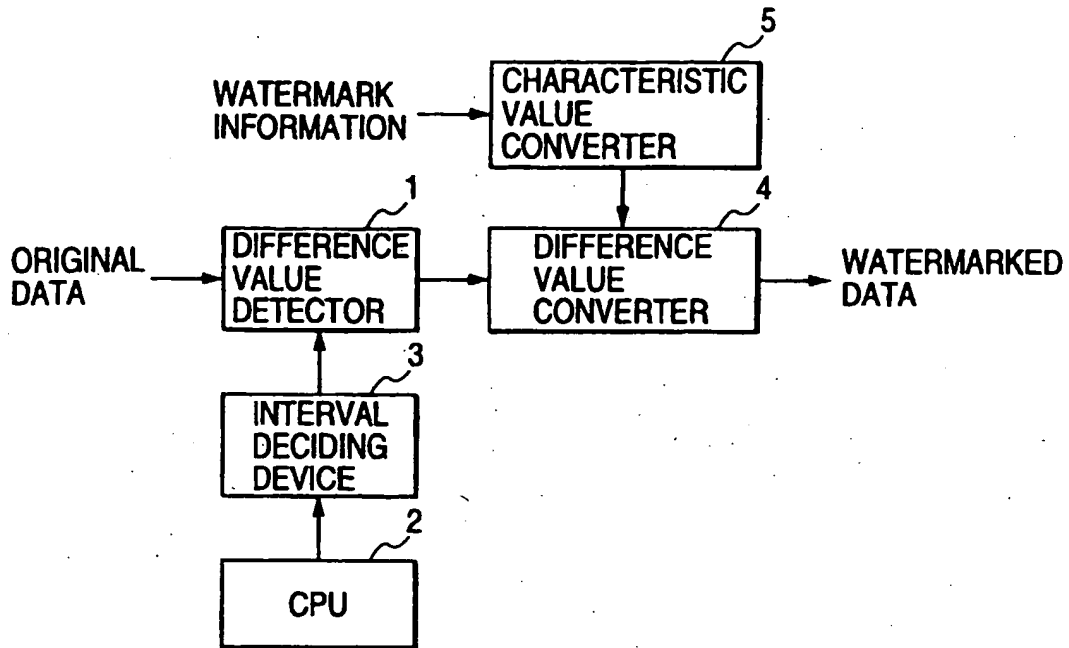 5
CHARACTERISTIC
VALUE
CONVERTER
WATERMARK
INFORMATION
1
4
ORIGINAL
DATA
DIFFERENCE
VALUE
DETECTOR
DIFFERENCE
VALUE
CONVERTER
WATERMARKED
DATA
3
INTERVAL
DECIDING
DEVICE
2
CPU